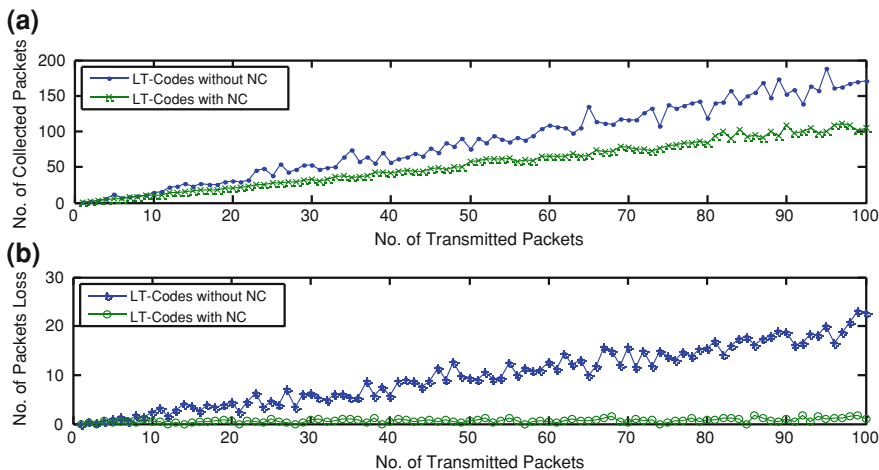 (a)
No. of Collected Packets
200
150
100
50
0
LT-Codes without NC
LT-Codes with NC
0 10 20 30 40 50 60 70 80 90 100
No. of Transmitted Packets
(b)
No. of Packets Loss
30
20
10
0
LT-Codes without NC
LT-Codes with NC
0 10 20 30 40 50 60 70 80 90 100
No. of Transmitted Packets